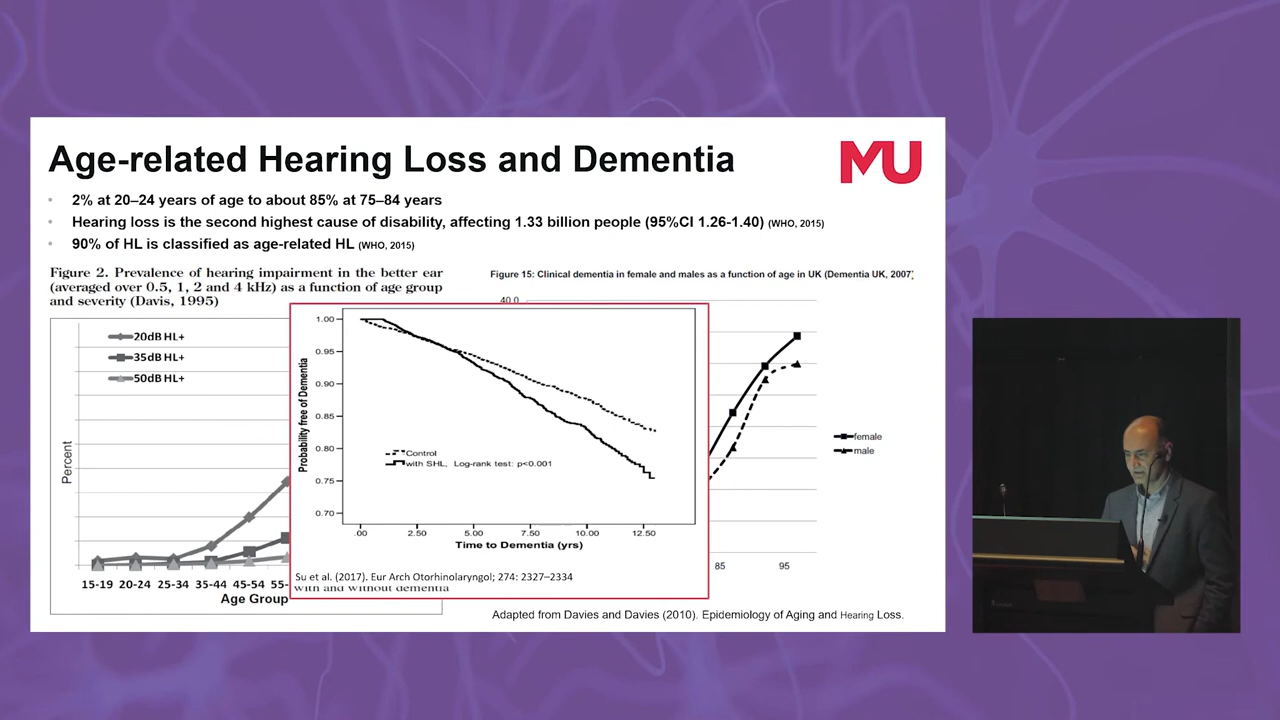 Age-related Hearing Loss and Dementia
MU
2% at 20–24 years of age to about 85% at 75–84 years
Hearing loss is the second highest cause of disability, affecting 1.33 billion people (95%CI 1.26-1.40) (WHO, 2015)
90% of HL is classified as age-related HL (WHO, 2015)
Figure 2. Prevalence of hearing impairment in the better ear
(averaged over 0.5, 1, 2 and 4 kHz) as a function of age group
and severity (Davis, 1995)
20dB HL+
35dB HL+
50dB HL+
Percent
15-19 20-24 25-34 35-44 45-54 55-
Age Group
1.00
0.95
0.90
0.85
0.80
0.75
0.70
Probability free of Dementia
Control
with SHL, Log-rank test: p<0.001
.00 2.50 5.00 7.50 10.00 12.50
Time to Dementia (yrs)
Su et al. (2017). Eur Arch Otorhinolaryngol; 274: 2327–2334
with and without dementia
Figure 15: Clinical dementia in female and males as a function of age in UK (Dementia UK, 2007)
40.0
female
male
85 95
Adapted from Davies and Davies (2010). Epidemiology of Aging and Hearing Loss.